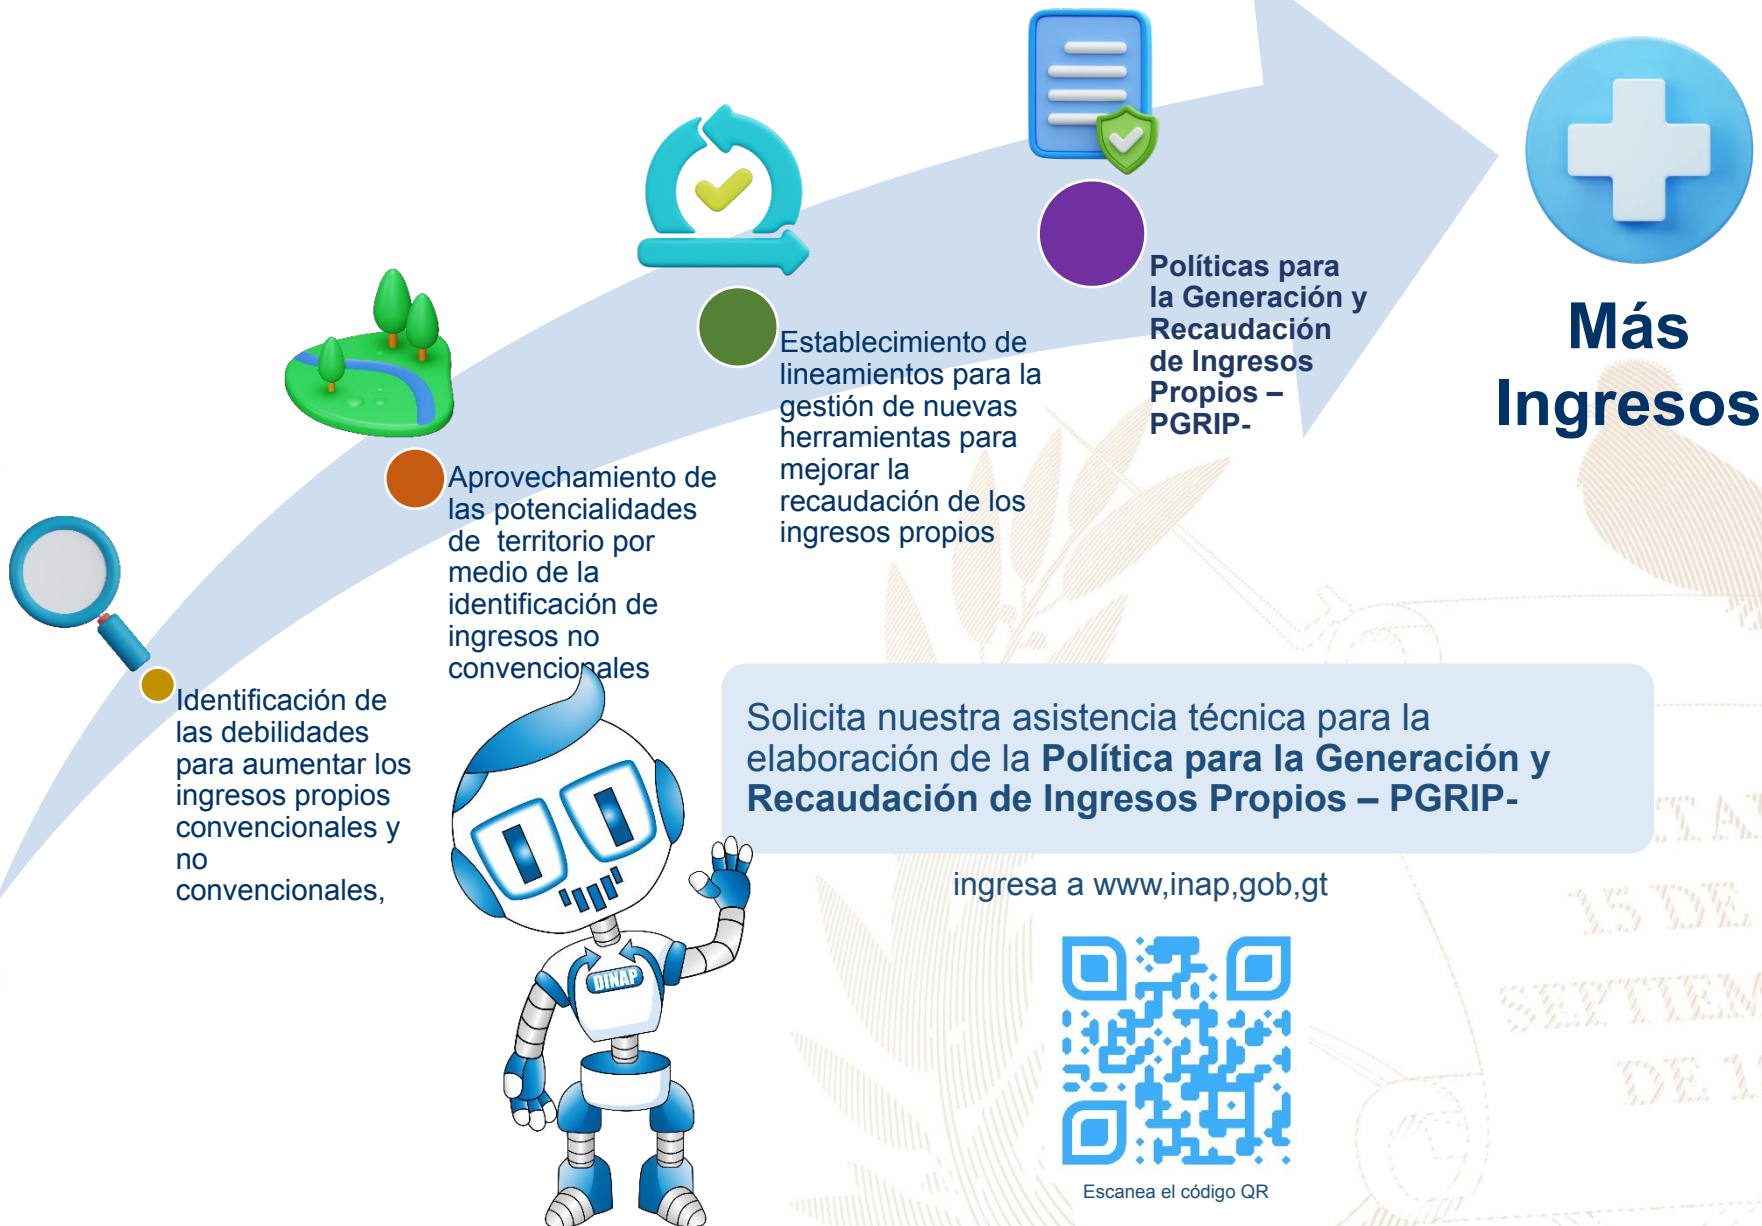 Políticas para
la Generación y
Recaudación
de Ingresos
Propios –
PGRIP-
Más
Ingresos
Establecimiento de
lineamientos para la
gestión de nuevas
herramientas para
mejorar la
recaudación de los
ingresos propios
Aprovechamiento de
las potencialidades
de  territorio por
medio de la
identificación de
ingresos no
convencionales
Identificación de
las debilidades
para aumentar los
ingresos propios
convencionales y
no
convencionales,
Solicita nuestra asistencia técnica para la
elaboración de la Política para la Generación y
Recaudación de Ingresos Propios – PGRIP-
ingresa a www,inap,gob,gt
DINAP
Escanea el código QR
15 DE
DE